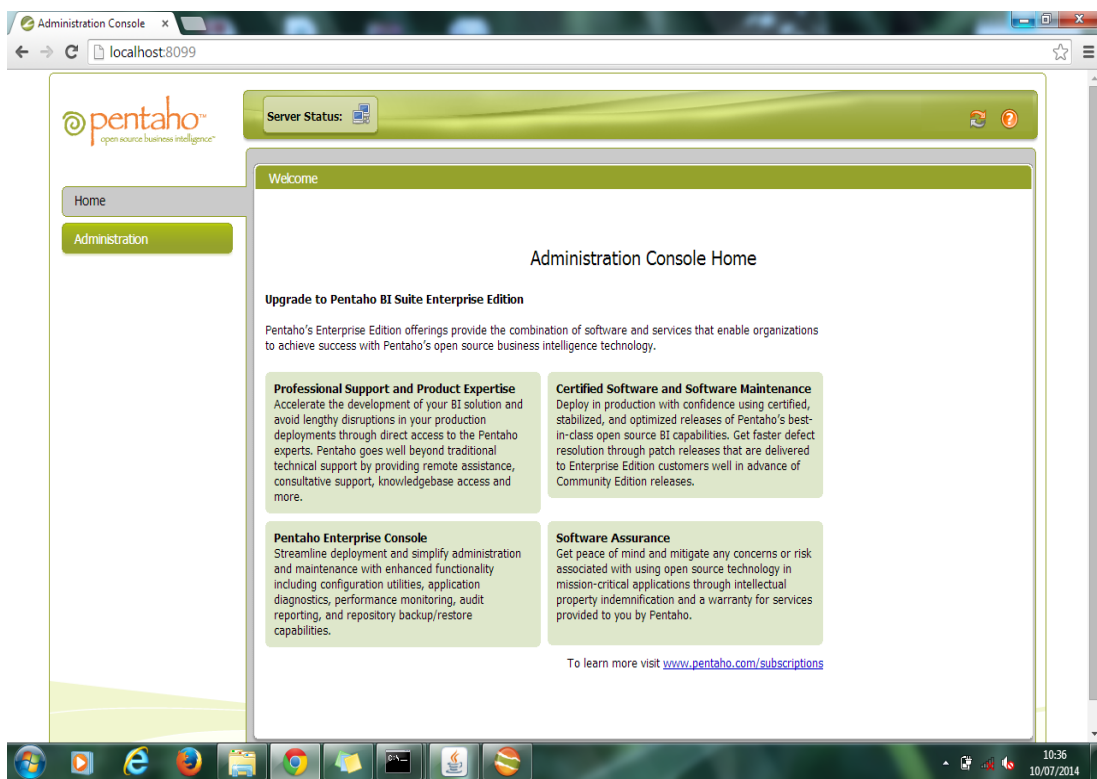 Administration Console
localhost:8099
pentaho™
open source business intelligence™
Server Status:
Home
Administration
Welcome
Administration Console Home
Upgrade to Pentaho BI Suite Enterprise Edition
Pentaho's Enterprise Edition offerings provide the combination of software and services that enable organizations
to achieve success with Pentaho's open source business intelligence technology.
Professional Support and Product Expertise
Accelerate the development of your BI solution and
avoid lengthy disruptions in your production
deployments through direct access to the Pentaho
experts. Pentaho goes well beyond traditional
technical support by providing remote assistance,
consultative support, knowledgebase access and
more.
Certified Software and Software Maintenance
Deploy in production with confidence using certified,
stabilized, and optimized releases of Pentaho's best-
in-class open source BI capabilities. Get faster defect
resolution through patch releases that are delivered
to Enterprise Edition customers well in advance of
Community Edition releases.
Pentaho Enterprise Console
Streamline deployment and simplify administration
and maintenance with enhanced functionality
including configuration utilities, application
diagnostics, performance monitoring, audit
reporting, and repository backup/restore
capabilities.
Software Assurance
Get peace of mind and mitigate any concerns or risk
associated with using open source technology in
mission-critical applications through intellectual
property indemnification and a warranty for services
provided to you by Pentaho.
To learn more visit www.pentaho.com/subscriptions
10:36
10/07/2014